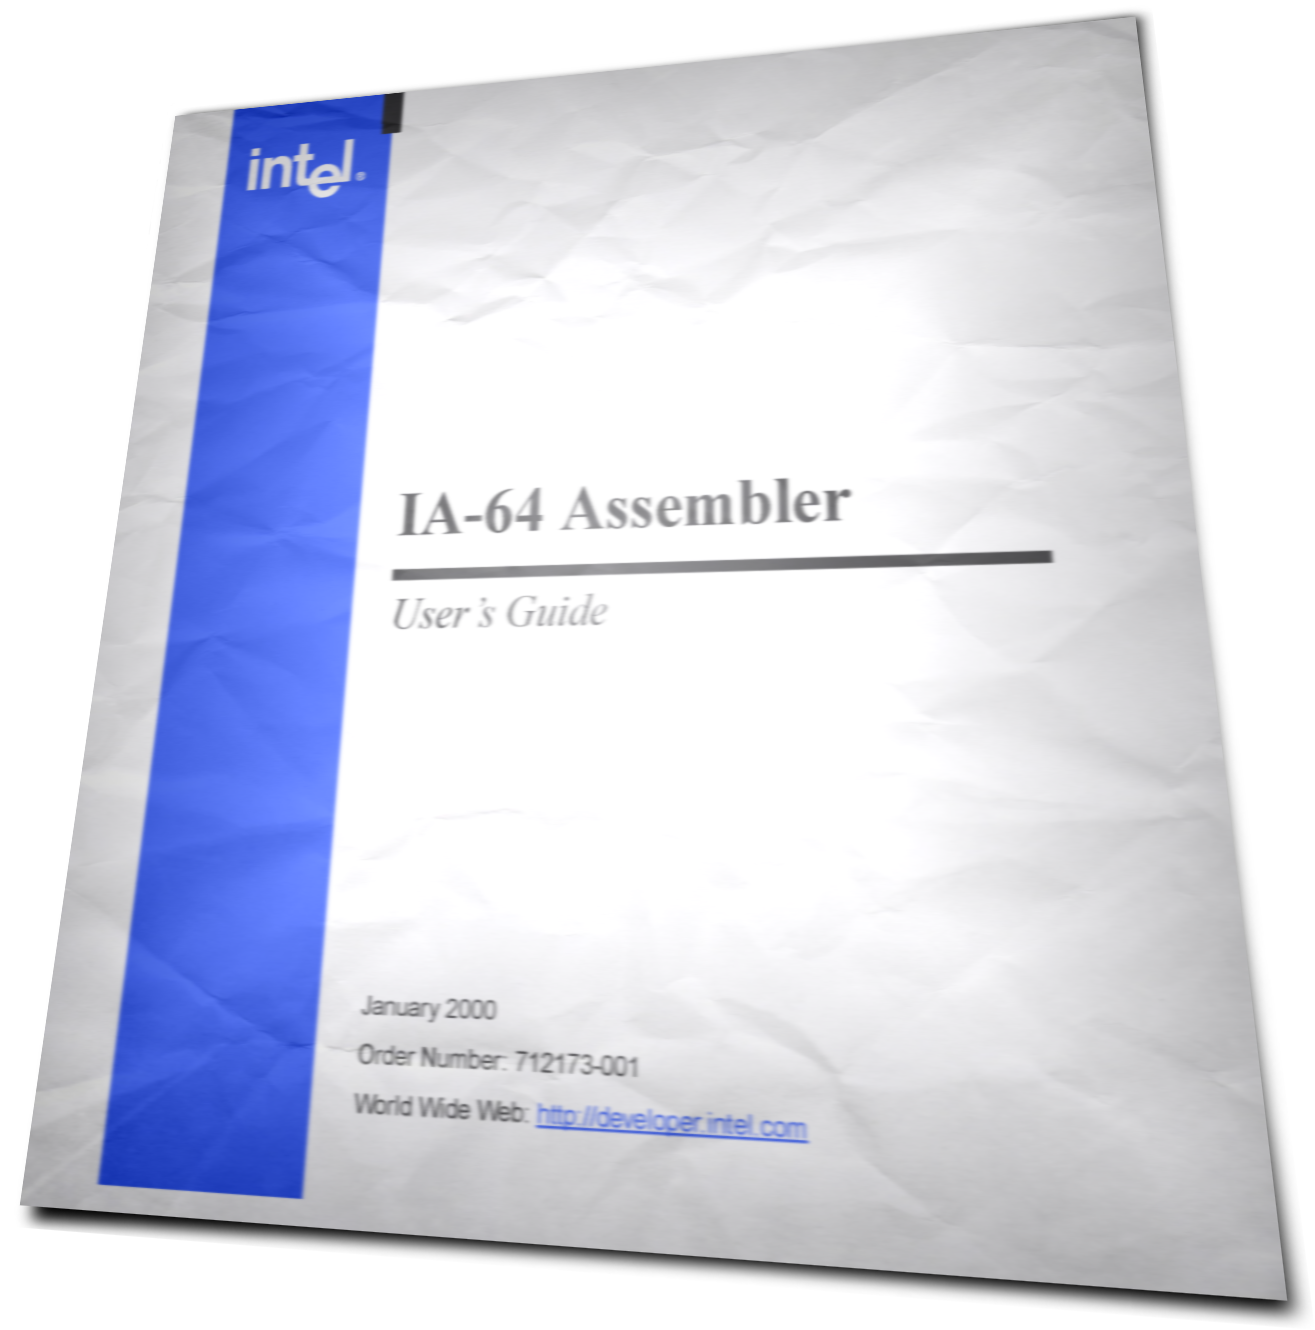 intel®
IA-64 Assembler
User's Guide
January 2000
Order Number: 712173-001
World Wide Web: http://developer.intel.com